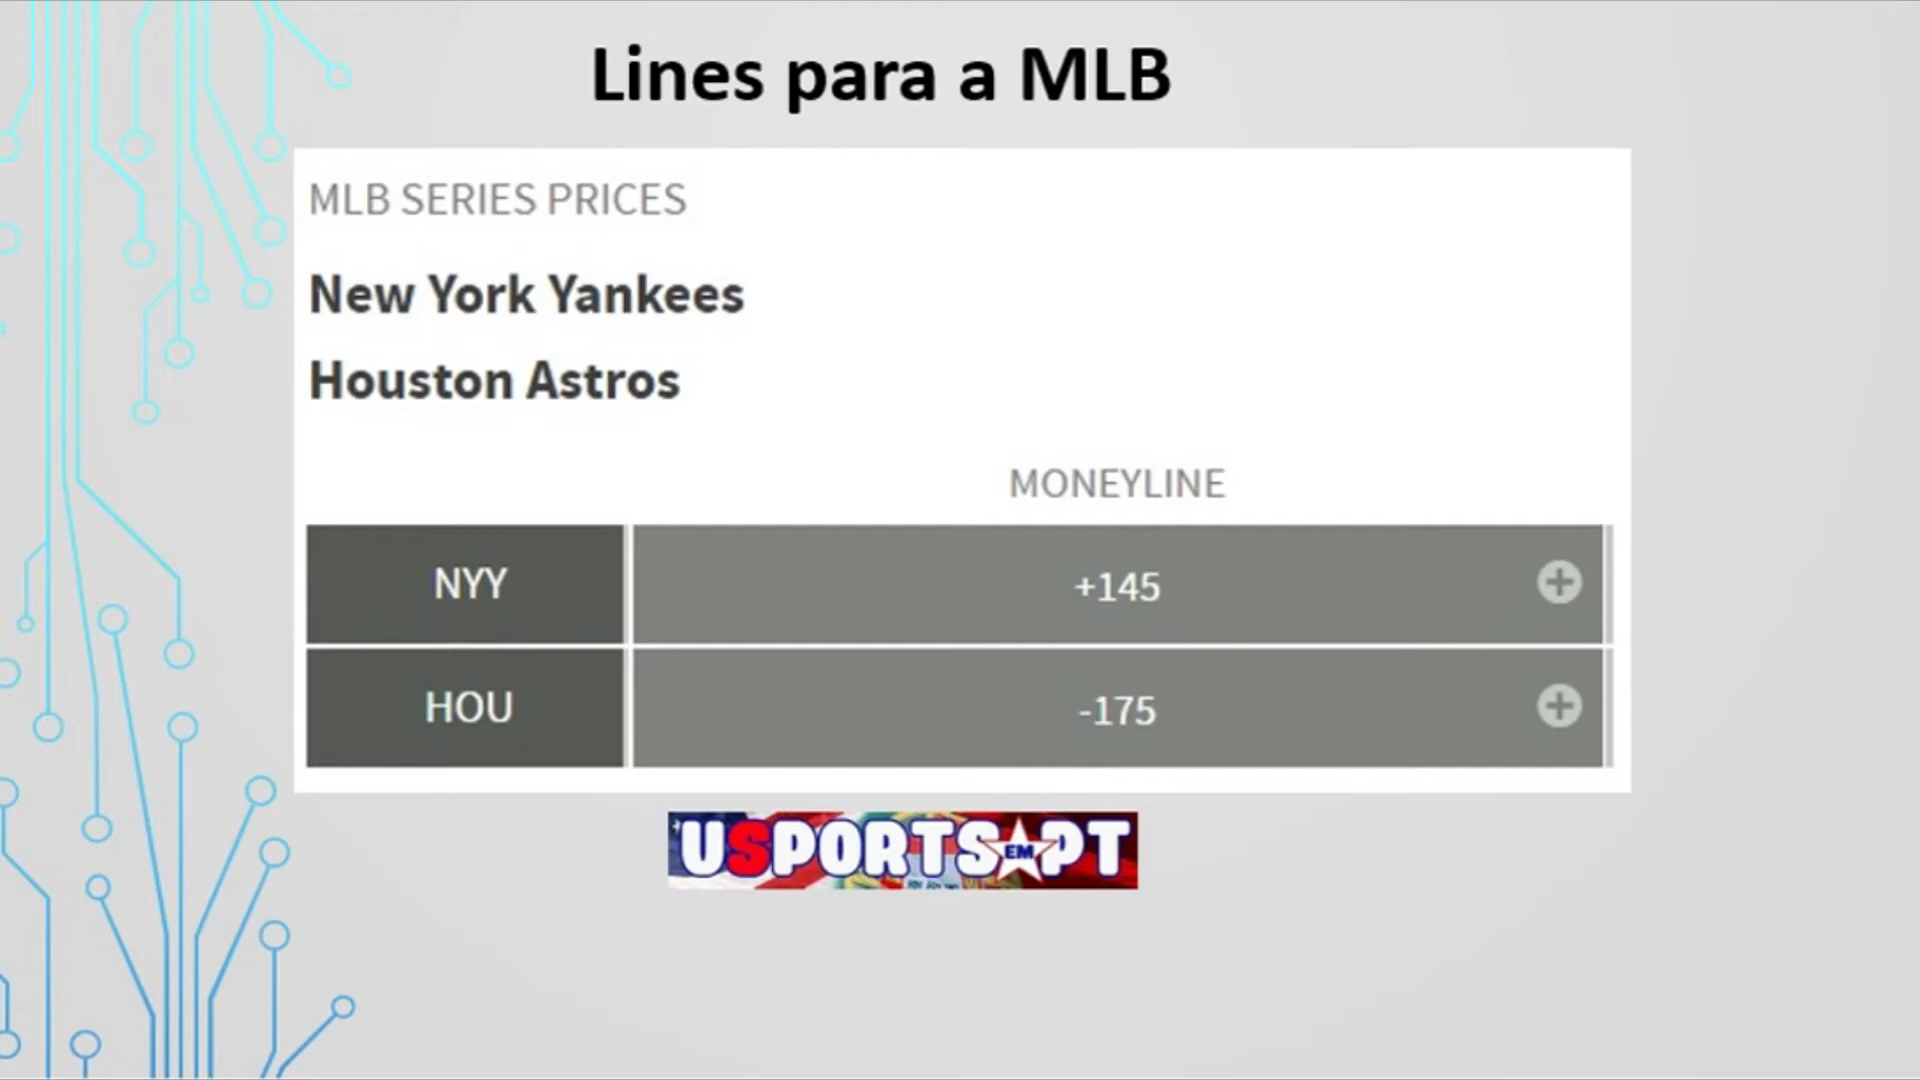 Lines para a MLB
MLB SERIES PRICES
New York Yankees
Houston Astros
MONEYLINE
NYY +145
HOU -175
USPORTS EM PT